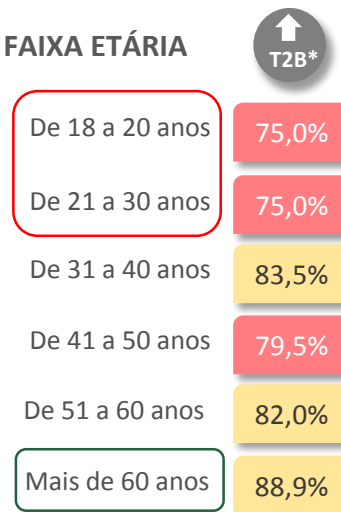 FAIXA ETÁRIA T2B*
De 18 a 20 anos 75,0%
De 21 a 30 anos 75,0%
De 31 a 40 anos 83,5%
De 41 a 50 anos 79,5%
De 51 a 60 anos 82,0%
Mais de 60 anos 88,9%